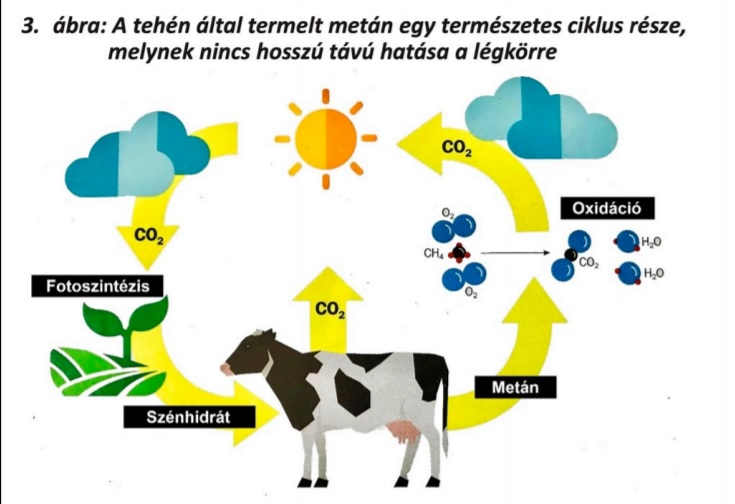 3. ábra: A tehén által termelt metán egy természetes ciklus része,
melynek nincs hosszú távú hatása a légkörre
CO₂
CO₂
Oxidáció
O₂
CH₄
O₂
CO₂
H₂O
H₂O
Fotoszintézis
CO₂
Metán
Szénhidrát